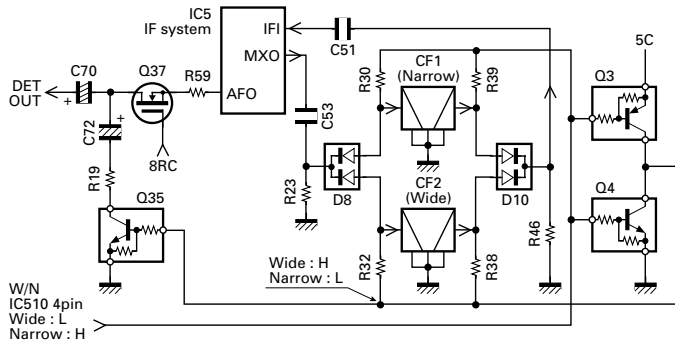 IC5
IF system
IFI
MXO
AFO
C51
C70
Q37
R59
DET
OUT
+
C72
+
8RC
R19
Q35
C53
R23
D8
R30
CF1
(Narrow)
R39
CF2
(Wide)
D10
R46
R32
R38
5C
Q3
Q4
Wide : H
Narrow : L
W/N
IC510 4pin
Wide : L
Narrow : H